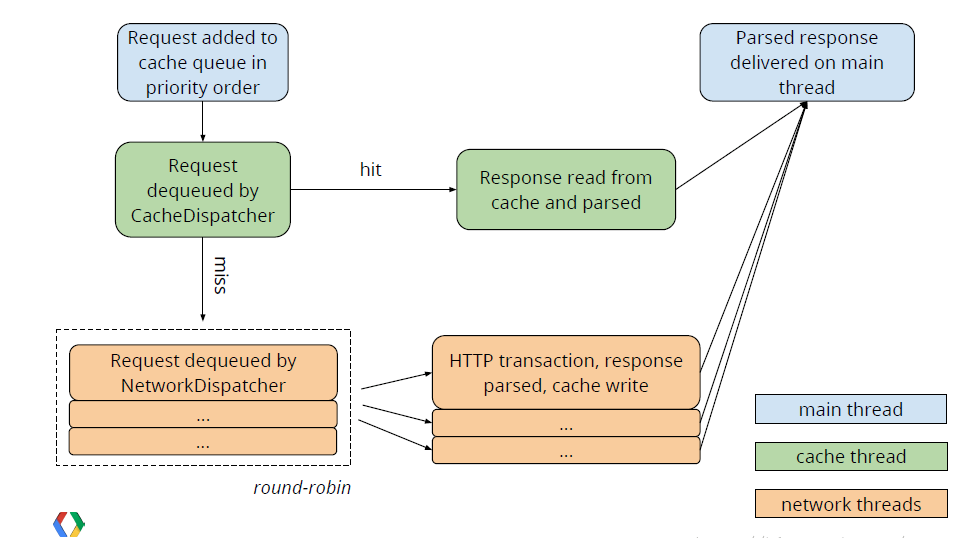 Request added to
cache queue in
priority order
Parsed response
delivered on main
thread
Request
dequeued by
CacheDispatcher
hit
Response read from
cache and parsed
miss
Request dequeued by
NetworkDispatcher
...
...
HTTP transaction, response
parsed, cache write
...
...
round-robin
main thread
cache thread
network threads